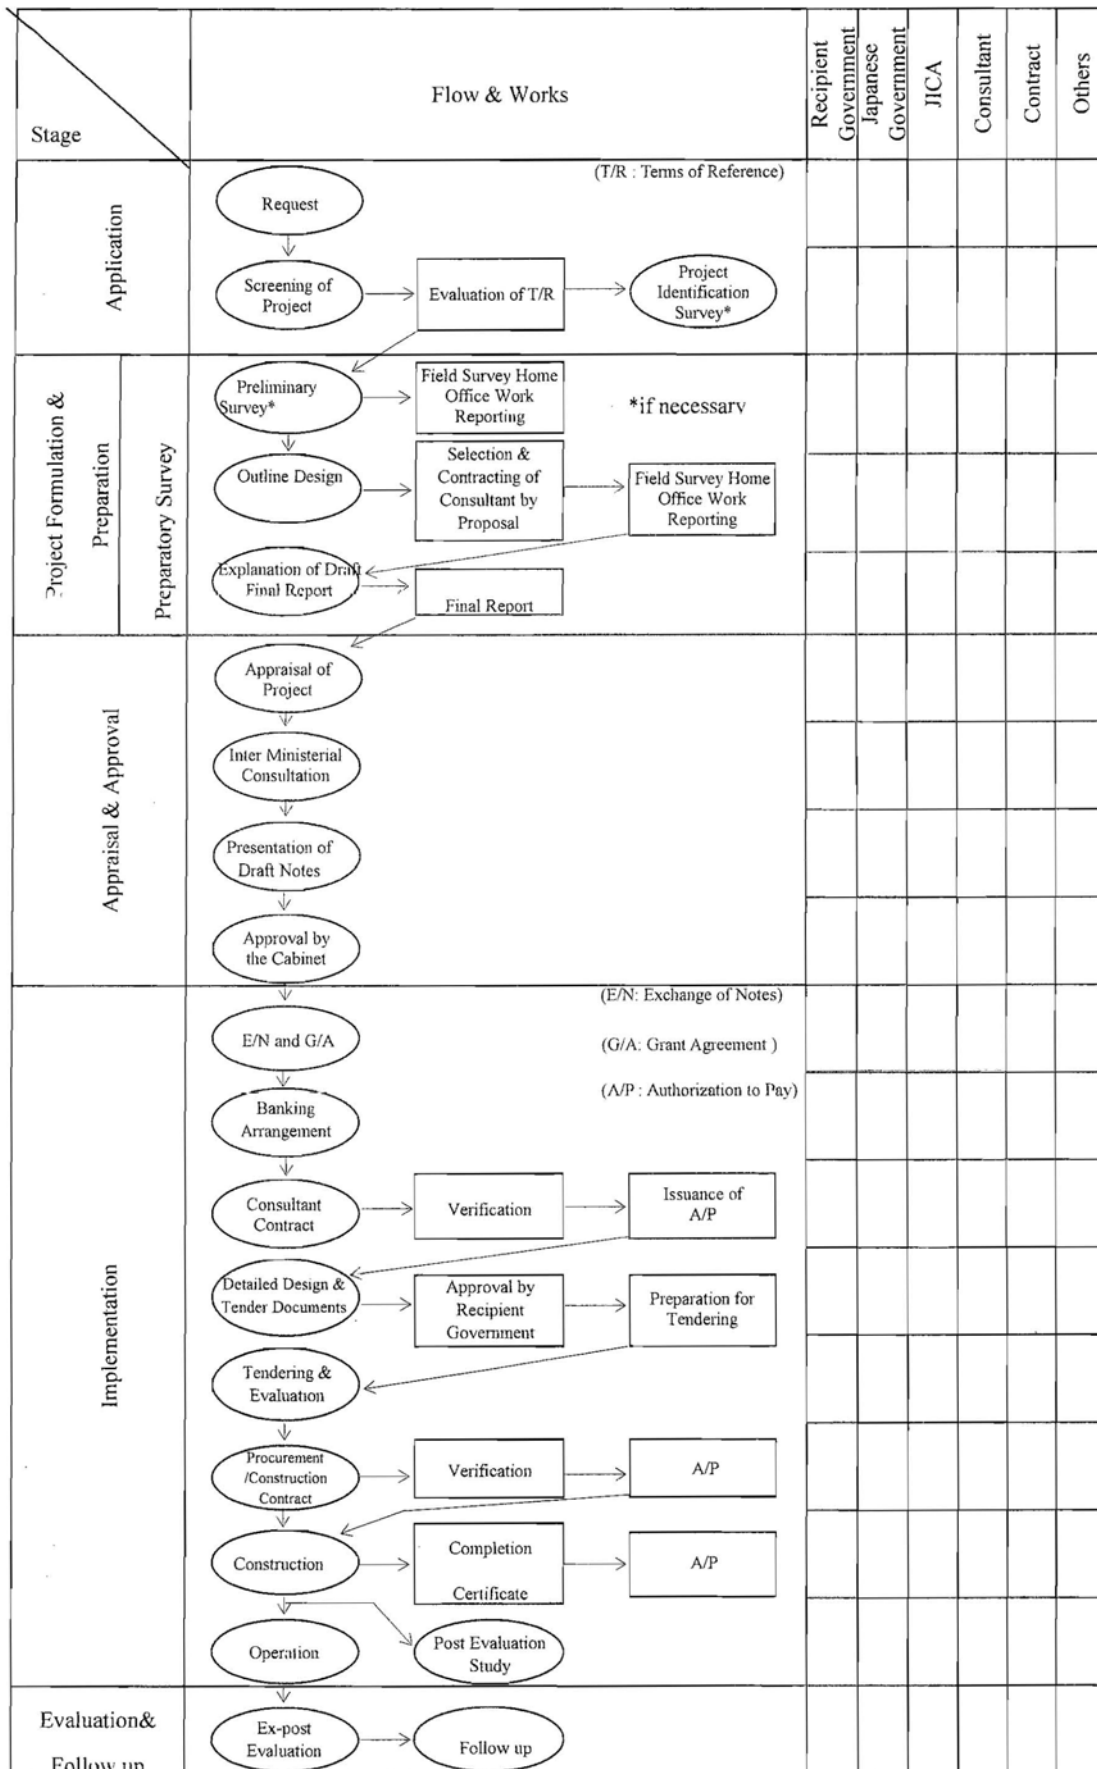 Stage
Flow & Works
Recipient
Government
Japanese
Government
JICA
Consultant
Contract
Others
Application
(T/R : Terms of Reference)
Request
Screening of
Project
Evaluation of T/R
Project
Identification
Survey*
Project Formulation &
Preparation
Preparatory Survey
Preliminary
Survey*
Field Survey Home
Office Work
Reporting
*if necessary
Outline Design
Selection &
Contracting of
Consultant by
Proposal
Field Survey Home
Office Work
Reporting
Explanation of Draft
Final Report
Final Report
Appraisal & Approval
Appraisal of
Project
Inter Ministerial
Consultation
Presentation of
Draft Notes
Approval by
the Cabinet
Implementation
(E/N: Exchange of Notes)
E/N and G/A
(G/A: Grant Agreement )
(A/P : Authorization to Pay)
Banking
Arrangement
Consultant
Contract
Verification
Issuance of
A/P
Detailed Design &
Tender Documents
Approval by
Recipient
Government
Preparation for
Tendering
Tendering &
Evaluation
Procurement
/Construction
Contract
Verification
A/P
Construction
Completion
Certificate
A/P
Operation
Post Evaluation
Study
Evaluation&
Follow up
Ex-post
Evaluation
Follow up